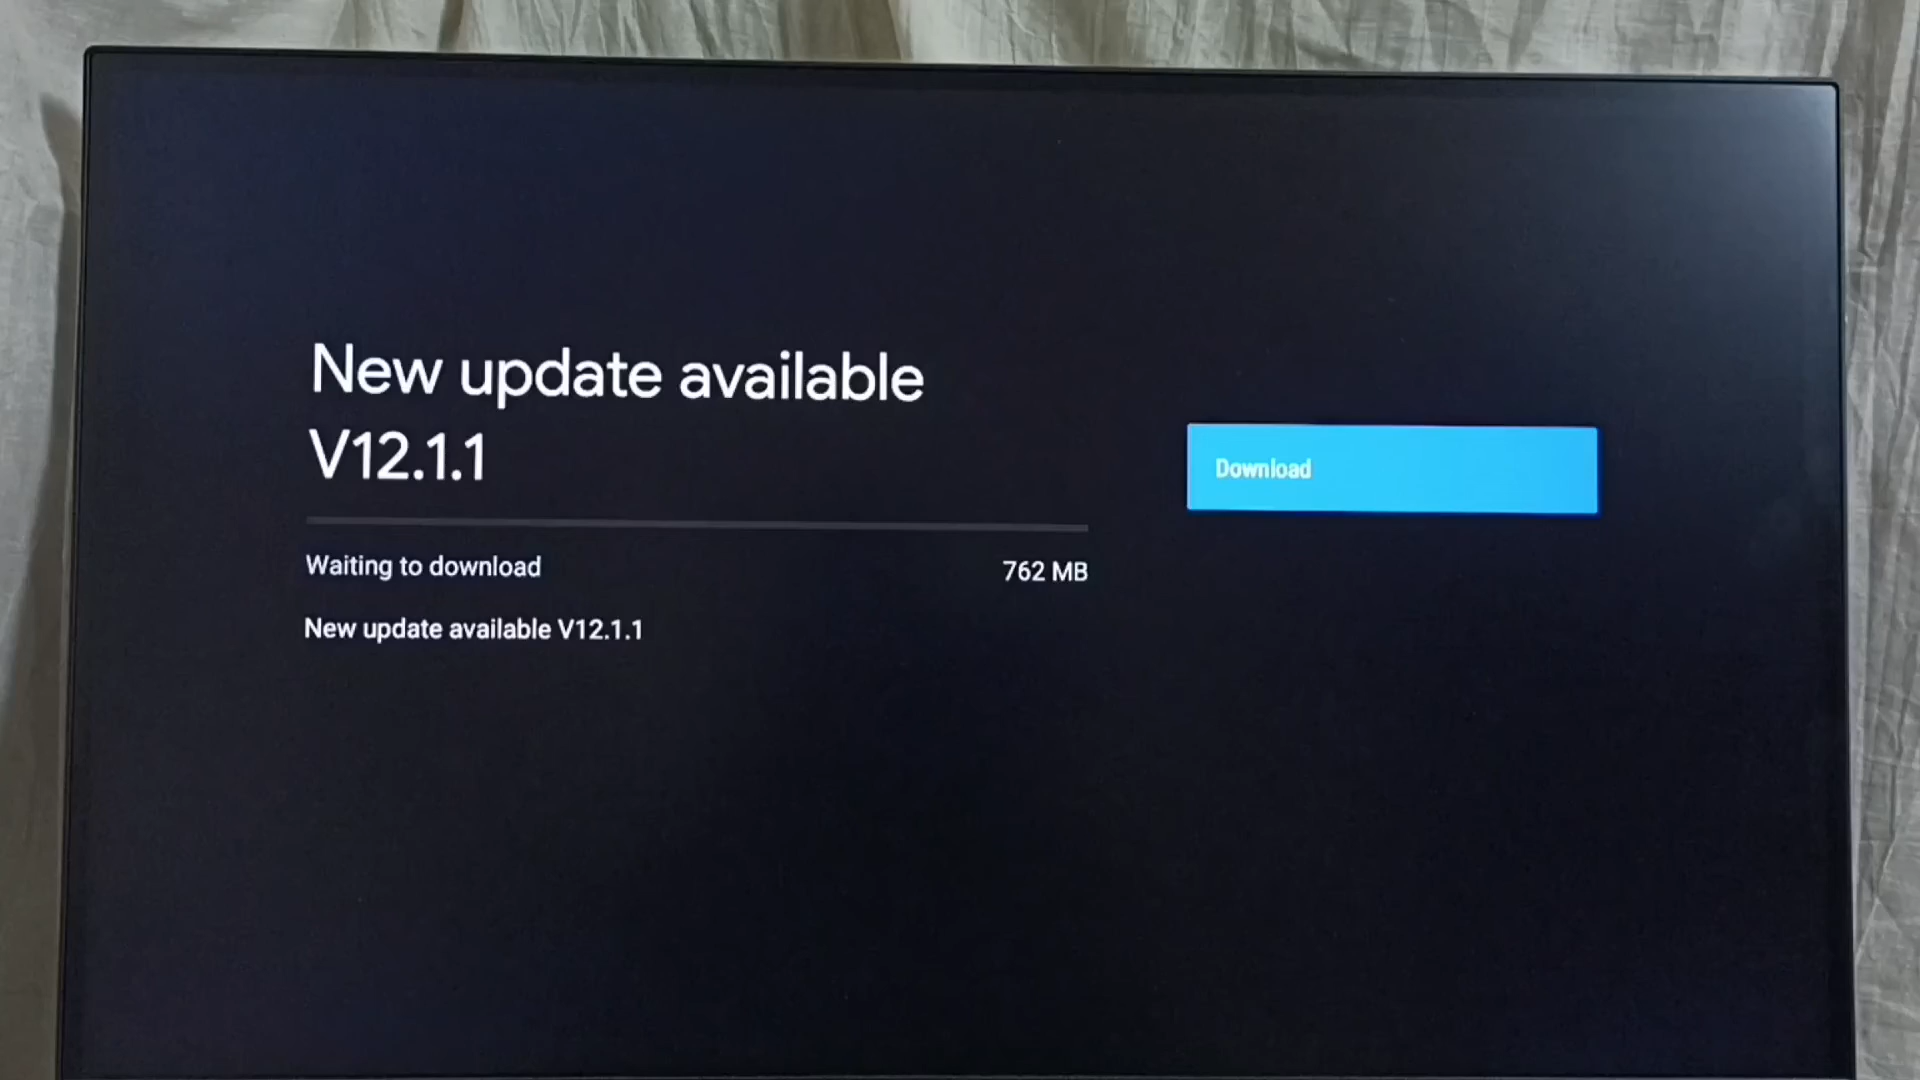 New update available
V12.1.1
Download
Waiting to download 762 MB
New update available V12.1.1